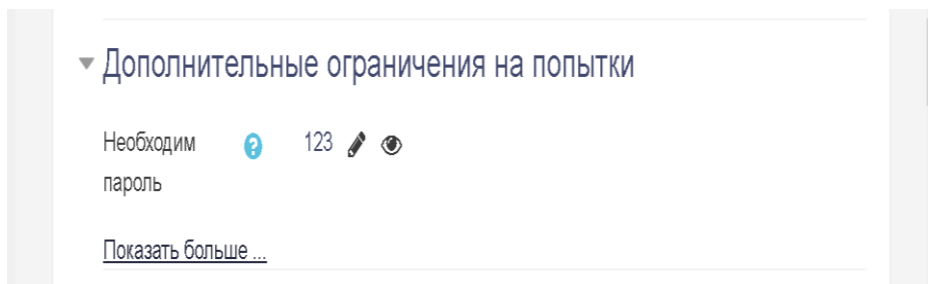 Дополнительные ограничения на попытки
Необходим ? 123
пароль
Показать больше ...